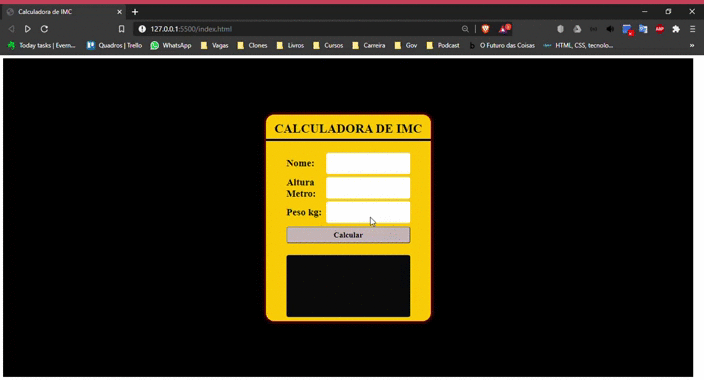 Calculadora de IMC
127.0.0.1:5500/index.html
Today tasks | Evern... Quadros | Trello WhatsApp Vagas Clones Livros Cursos Carreira Gov Podcast O Futuro das Coisas HTML, CSS, tecnolo... »
CALCULADORA DE IMC
Nome:
Altura
Metro:
Peso kg:
Calcular